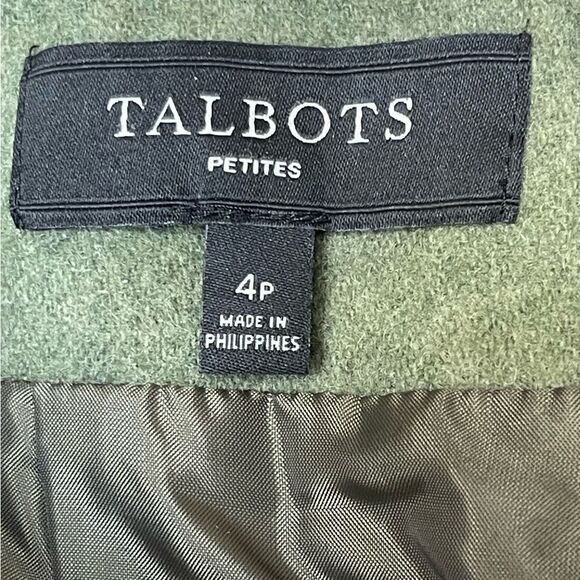 TALBOTS
PETITES
4P
MADE IN
PHILIPPINES